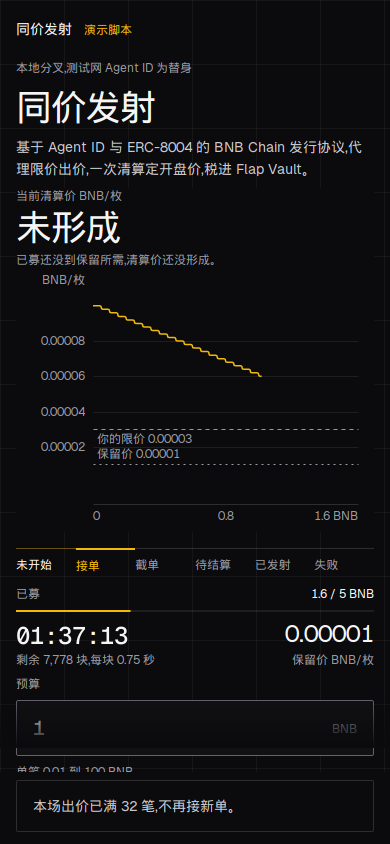 同价发射 演示脚本
本地分叉,测试网 Agent ID 为替身
同价发射
基于 Agent ID 与 ERC-8004 的 BNB Chain 发行协议,代
理限价出价,一次清算定开盘价,税进 Flap Vault。
当前清算价 BNB/枚
未形成
已募还没到保留所需,清算价还没形成。
BNB/枚
0.00008
0.00006
0.00004
0.00002
你的限价 0.00003
保留价 0.00001
0 0.8 1.6 BNB
未开始 接单 截单 待结算 已发射 失败
已募 1.6 / 5 BNB
01:37:13 0.00001
剩余 7,778 块,每块 0.75 秒 保留价 BNB/枚
预算
1 BNB
单笔 0.01 到 100 BNB
本场出价已满 32 笔,不再接新单。